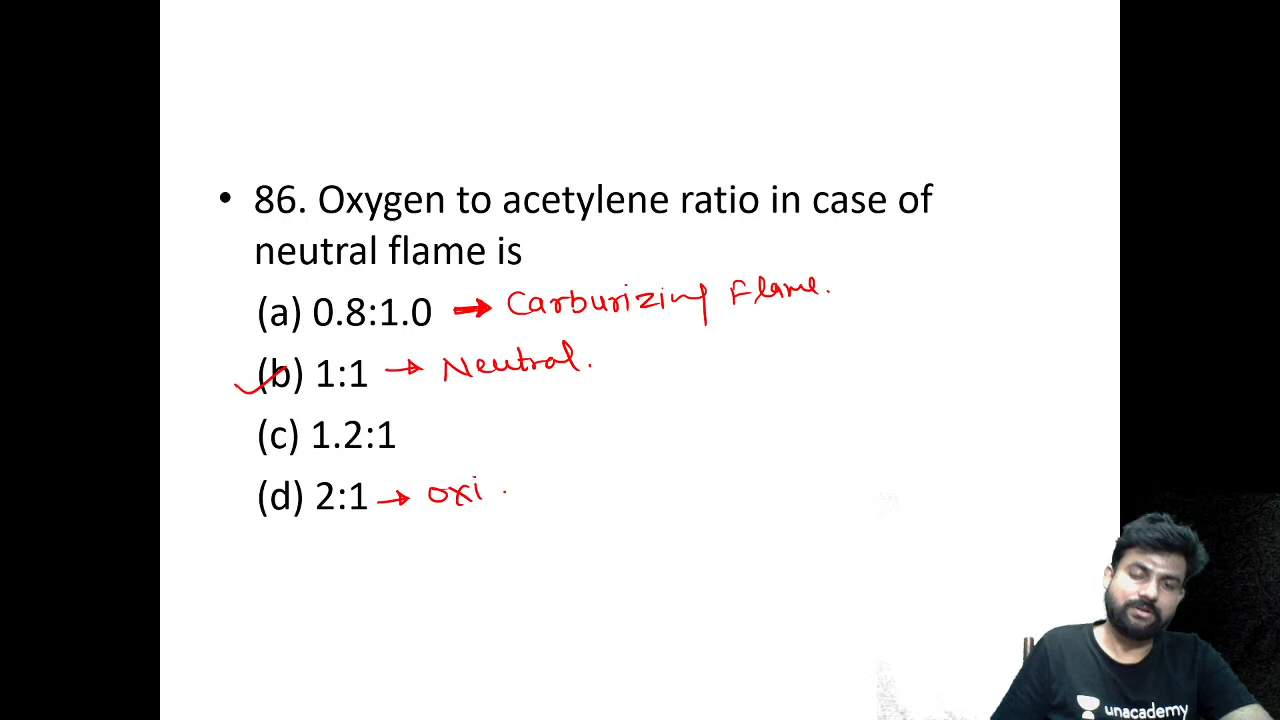 • 86. Oxygen to acetylene ratio in case of
neutral flame is
(a) 0.8:1.0 → Carburizing Flame.
(b) 1:1 → Neutral.
(c) 1.2:1
(d) 2:1 → oxi
unacademy